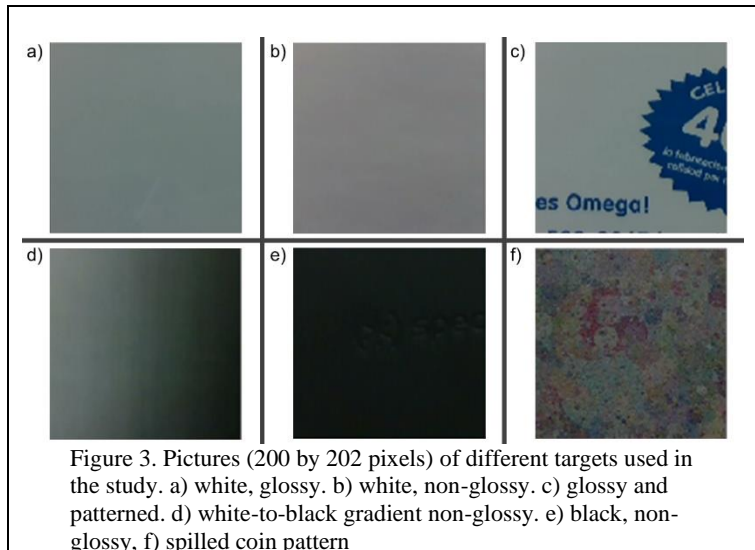 a)
b)
c)
CEL
40
es Omega!
d)
e)
f)
Figure 3. Pictures (200 by 202 pixels) of different targets used in
the study. a) white, glossy. b) white, non-glossy. c) glossy and
patterned. d) white-to-black gradient non-glossy. e) black, non-
glossy, f) spilled coin pattern